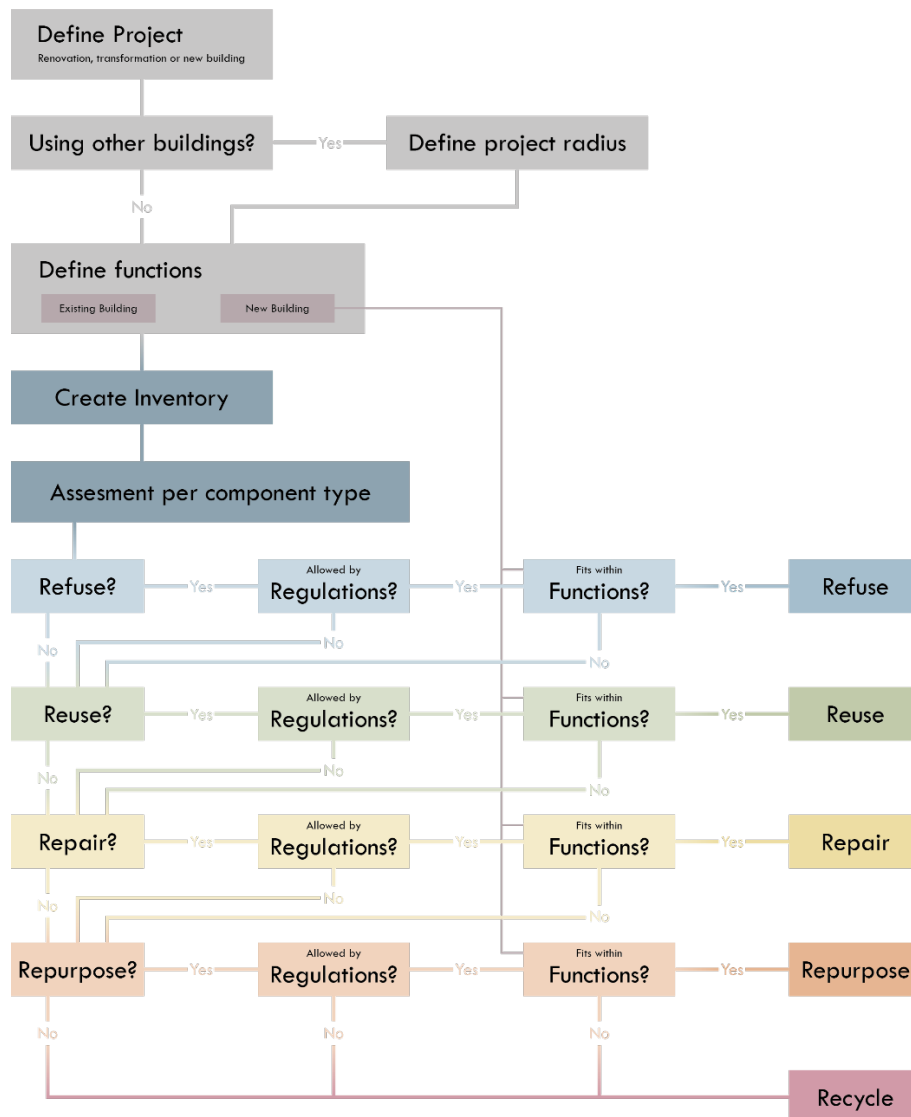 Define Project
Renovation, transformation or new building
Using other buildings?
Yes
Define project radius
No
Define functions
Existing Building
New Building
Create Inventory
Assesment per component type
Refuse?
Yes
Allowed by
Regulations?
Yes
Fits within
Functions?
Yes
Refuse
No
No
No
Reuse?
Yes
Allowed by
Regulations?
Yes
Fits within
Functions?
Yes
Reuse
No
No
No
Repair?
Yes
Allowed by
Regulations?
Yes
Fits within
Functions?
Yes
Repair
No
No
No
Repurpose?
Yes
Allowed by
Regulations?
Yes
Fits within
Functions?
Yes
Repurpose
No
No
No
Recycle